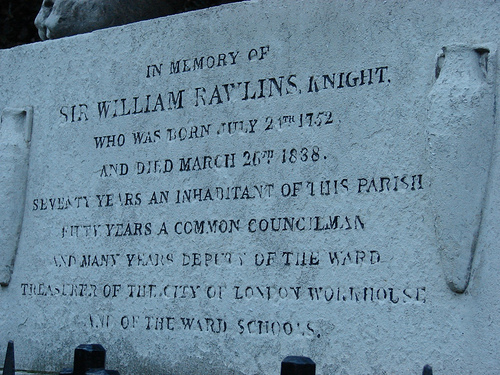 IN MEMORY OF
SIR WILLIAM RAWLINS, KNIGHT,
WHO WAS BORN JULY 24TH 1752,
AND DIED MARCH 26TH 1838.
SEVENTY YEARS AN INHABITANT OF THIS PARISH
FIFTY YEARS A COMMON COUNCILMAN
AND MANY YEARS DEPUTY OF THE WARD
TREASURER OF THE CITY OF LONDON WORKHOUSE
AND OF THE WARD SCHOOLS.